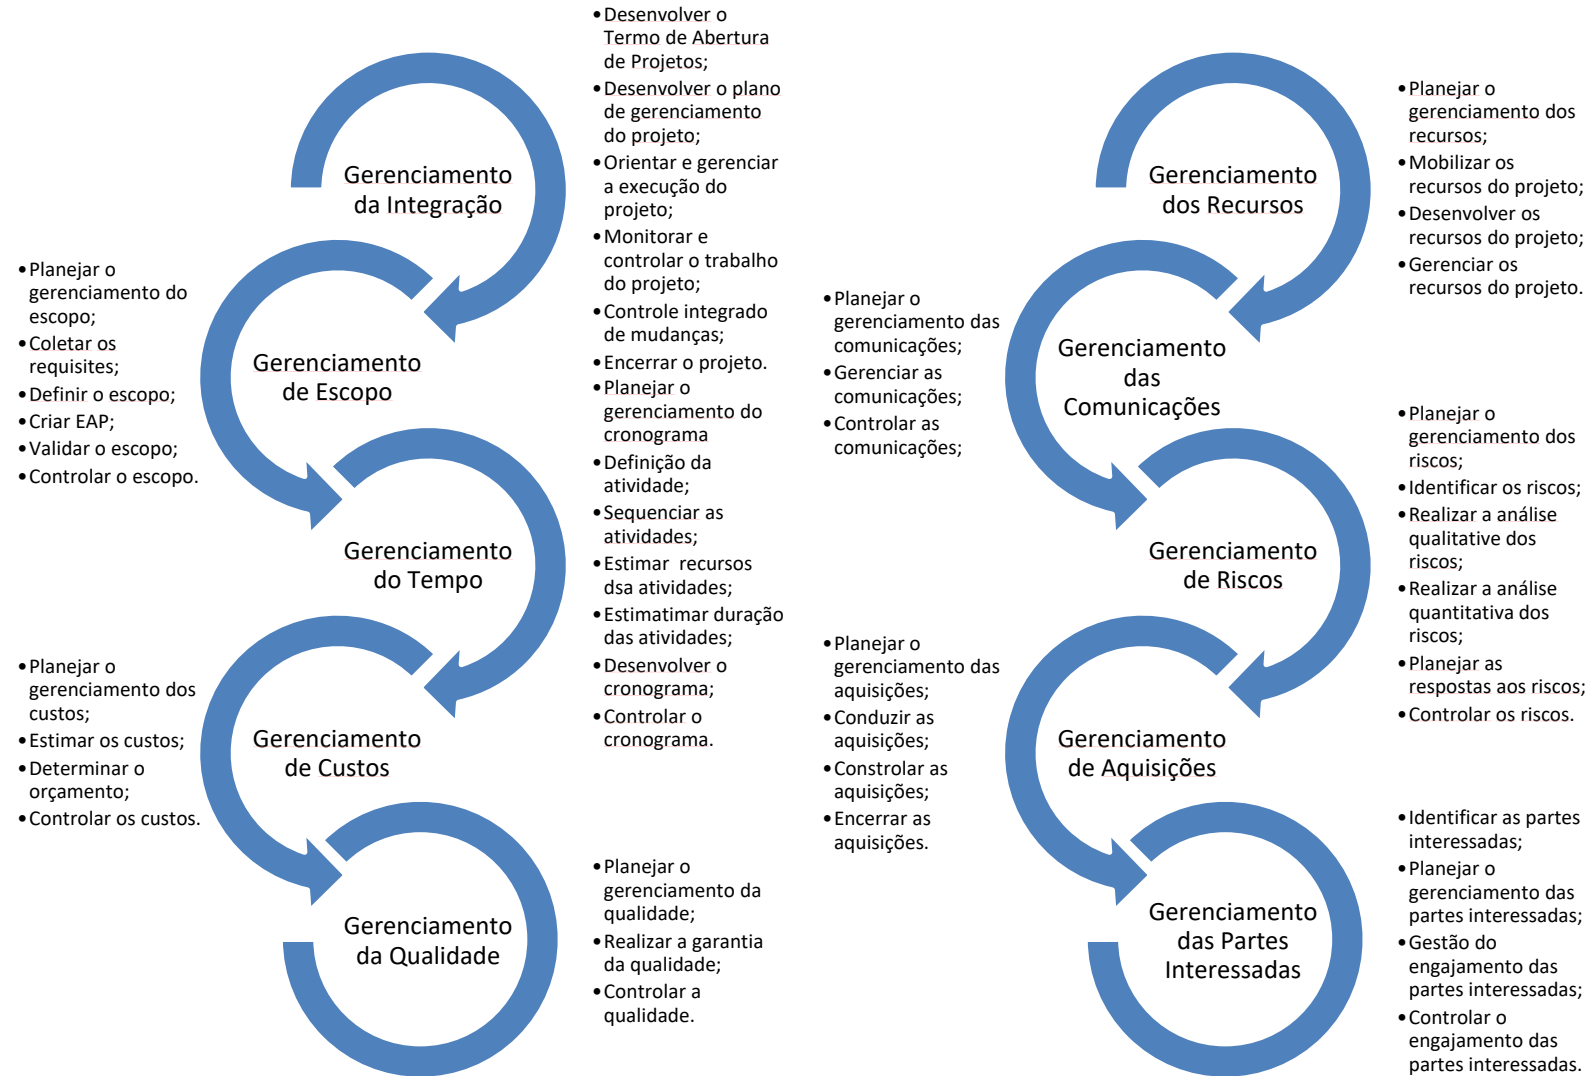 Gerenciamento
da Integração
•Desenvolver o
Termo de Abertura
de Projetos;
•Desenvolver o plano
de gerenciamento
do projeto;
•Orientar e gerenciar
a execução do
projeto;
•Monitorar e
controlar o trabalho
do projeto;
•Controle integrado
de mudanças;
•Encerrar o projeto.
Gerenciamento
de Escopo
•Planejar o
gerenciamento do
escopo;
•Coletar os
requisites;
•Definir o escopo;
•Criar EAP;
•Validar o escopo;
•Controlar o escopo.
Gerenciamento
do Tempo
•Planejar o
gerenciamento do
cronograma
•Definição da
atividade;
•Sequenciar as
atividades;
•Estimar recursos
dsa atividades;
•Estimatimar duração
das atividades;
•Desenvolver o
cronograma;
•Controlar o
cronograma.
Gerenciamento
de Custos
•Planejar o
gerenciamento dos
custos;
•Estimar os custos;
•Determinar o
orçamento;
•Controlar os custos.
Gerenciamento
da Qualidade
•Planejar o
gerenciamento da
qualidade;
•Realizar a garantia
da qualidade;
•Controlar a
qualidade.
Gerenciamento
dos Recursos
•Planejar o
gerenciamento dos
recursos;
•Mobilizar os
recursos do projeto;
•Desenvolver os
recursos do projeto;
•Gerenciar os
recursos do projeto.
Gerenciamento
das
Comunicações
•Planejar o
gerenciamento das
comunicações;
•Gerenciar as
comunicações;
•Controlar as
comunicações;
Gerenciamento
de Riscos
•Planejar o
gerenciamento dos
riscos;
•Identificar os riscos;
•Realizar a análise
qualitative dos
riscos;
•Realizar a análise
quantitativa dos
riscos;
•Planejar as
respostas aos riscos;
•Controlar os riscos.
Gerenciamento
de Aquisições
•Planejar o
gerenciamento das
aquisições;
•Conduzir as
aquisições;
•Constrolar as
aquisições;
•Encerrar as
aquisições.
Gerenciamento
das Partes
Interessadas
•Identificar as partes
interessadas;
•Planejar o
gerenciamento das
partes interessadas;
•Gestão do
engajamento das
partes interessadas;
•Controlar o
engajamento das
partes interessadas.